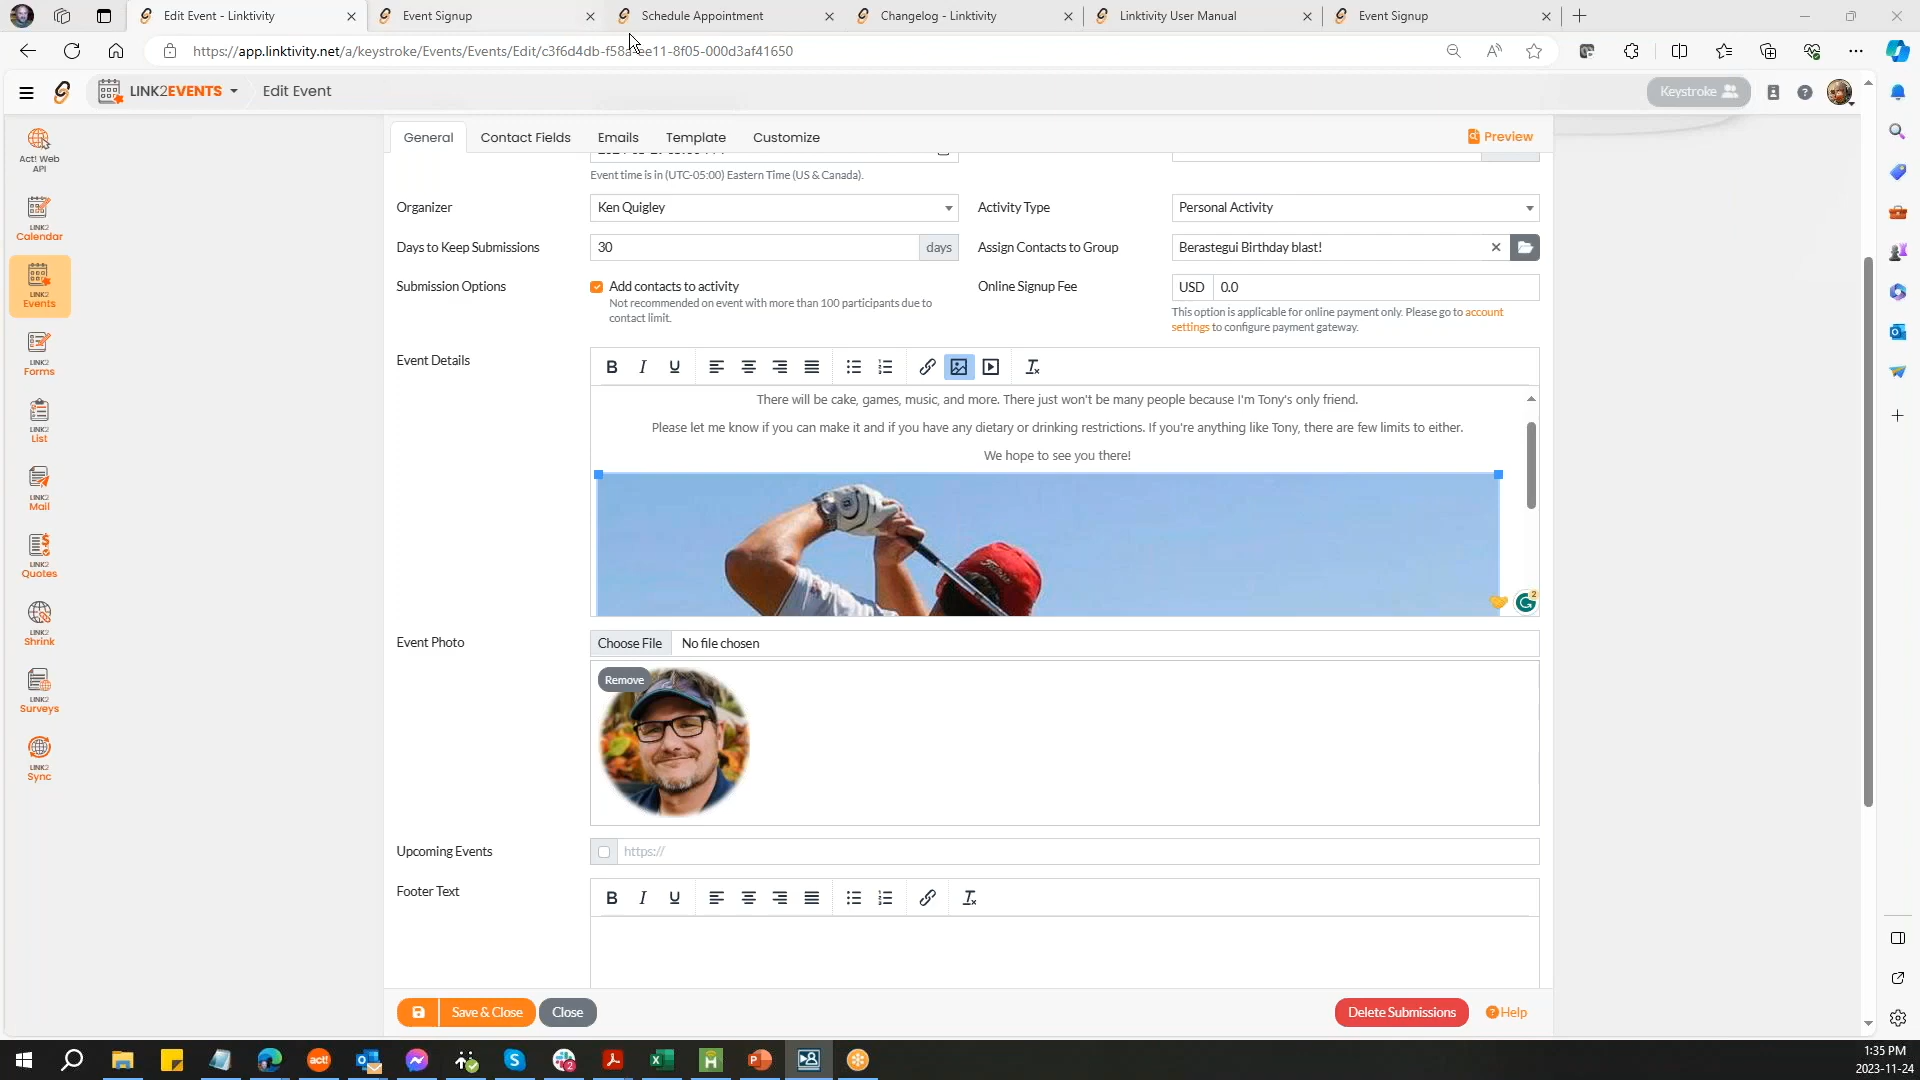 Edit Event - Linktivity
Event Signup
Schedule Appointment
Changelog - Linktivity
Linktivity User Manual
Event Signup
https://app.linktivity.net/a/keystroke/Events/Events/Edit/c3f6d4db-f58a-ee11-8f05-000d3af41650
LINK2EVENTS
Edit Event
Keystroke
General
Contact Fields
Emails
Template
Customize
Preview
Event time is in (UTC-05:00) Eastern Time (US & Canada).
Organizer
Ken Quigley
Activity Type
Personal Activity
Days to Keep Submissions
30
days
Assign Contacts to Group
Berastegui Birthday blast!
Submission Options
Add contacts to activity
Not recommended on event with more than 100 participants due to
contact limit.
Online Signup Fee
USD
0.0
This option is applicable for online payment only. Please go to account
settings to configure payment gateway.
Event Details
There will be cake, games, music, and more. There just won't be many people because I'm Tony's only friend.
Please let me know if you can make it and if you have any dietary or drinking restrictions. If you're anything like Tony, there are few limits to either.
We hope to see you there!
Event Photo
Choose File
No file chosen
Remove
Upcoming Events
https://
Footer Text
Save & Close
Close
Delete Submissions
Help
Act! Web
API
LINK2
Calendar
LINK2
Events
LINK2
Forms
LINK2
List
LINK2
Mail
LINK2
Quotes
LINK2
Shrink
LINK2
Surveys
LINK2
Sync
act!
1:35 PM
2023-11-24